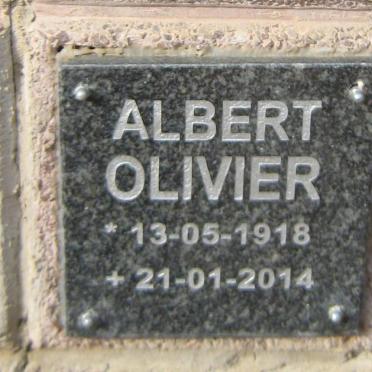 ALBERT
OLIVIER
* 13-05-1918
+ 21-01-2014